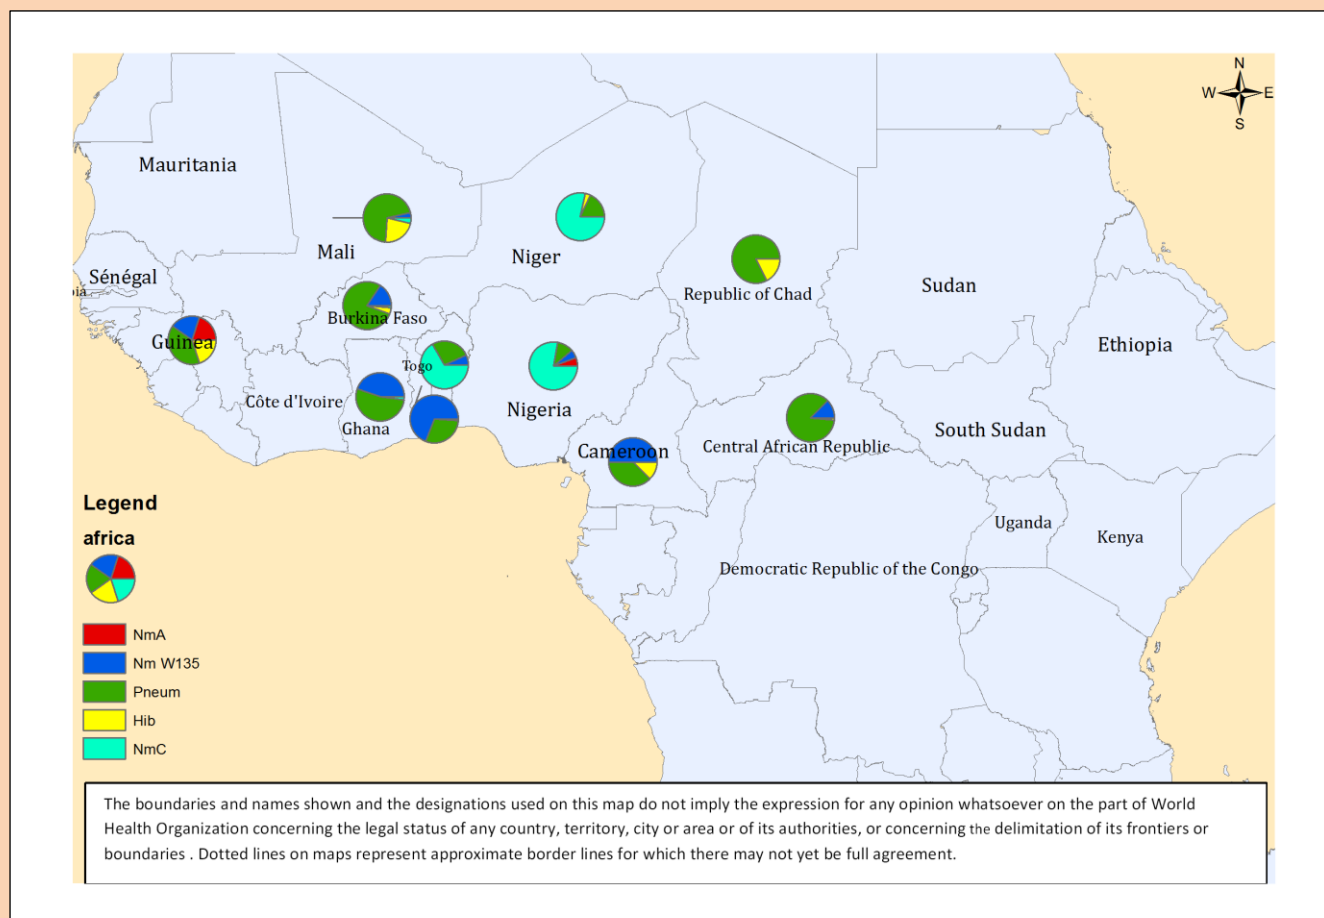 N
W E
S
Mauritania
Mali
Niger
Sénégal
Republic of Chad
Sudan
Burkina Faso
Guinea
Ethiopia
Togo
Côte d'Ivoire
Nigeria
Ghana
South Sudan
Cameroon
Central African Republic
Uganda
Kenya
Democratic Republic of the Congo
Legend
africa
NmA
Nm W135
Pneum
Hib
NmC
The boundaries and names shown and the designations used on this map do not imply the expression for any opinion whatsoever on the part of World
Health Organization concerning the legal status of any country, territory, city or area or of its authorities, or concerning the delimitation of its frontiers or
boundaries . Dotted lines on maps represent approximate border lines for which there may not yet be full agreement.